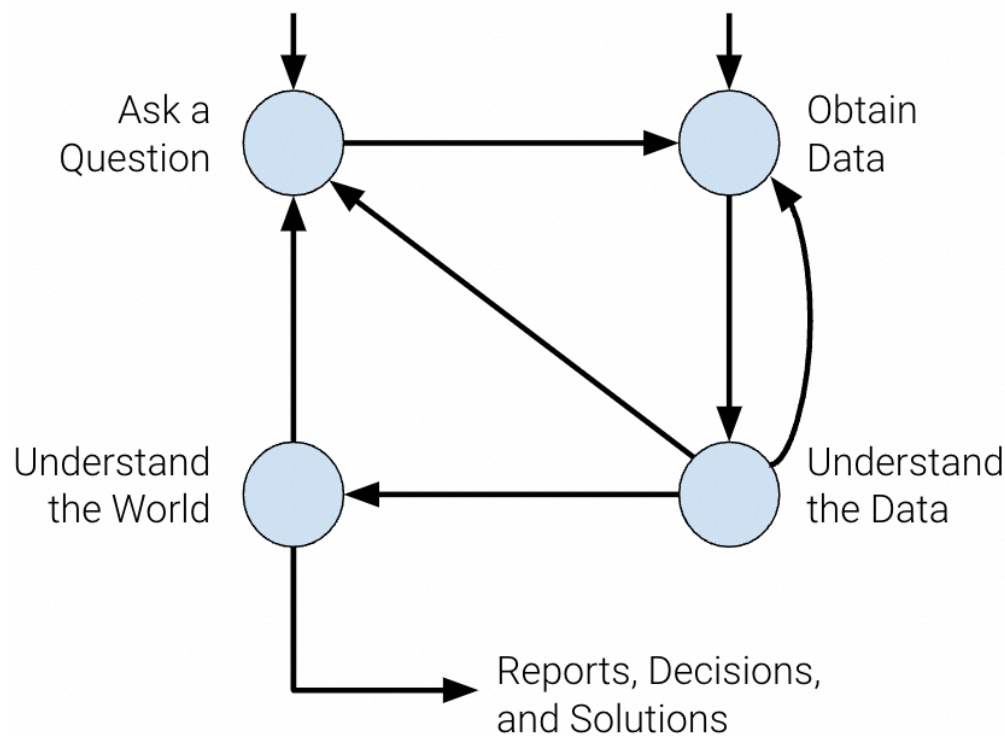 Ask a
Question
Obtain
Data
Understand
the World
Understand
the Data
Reports, Decisions,
and Solutions